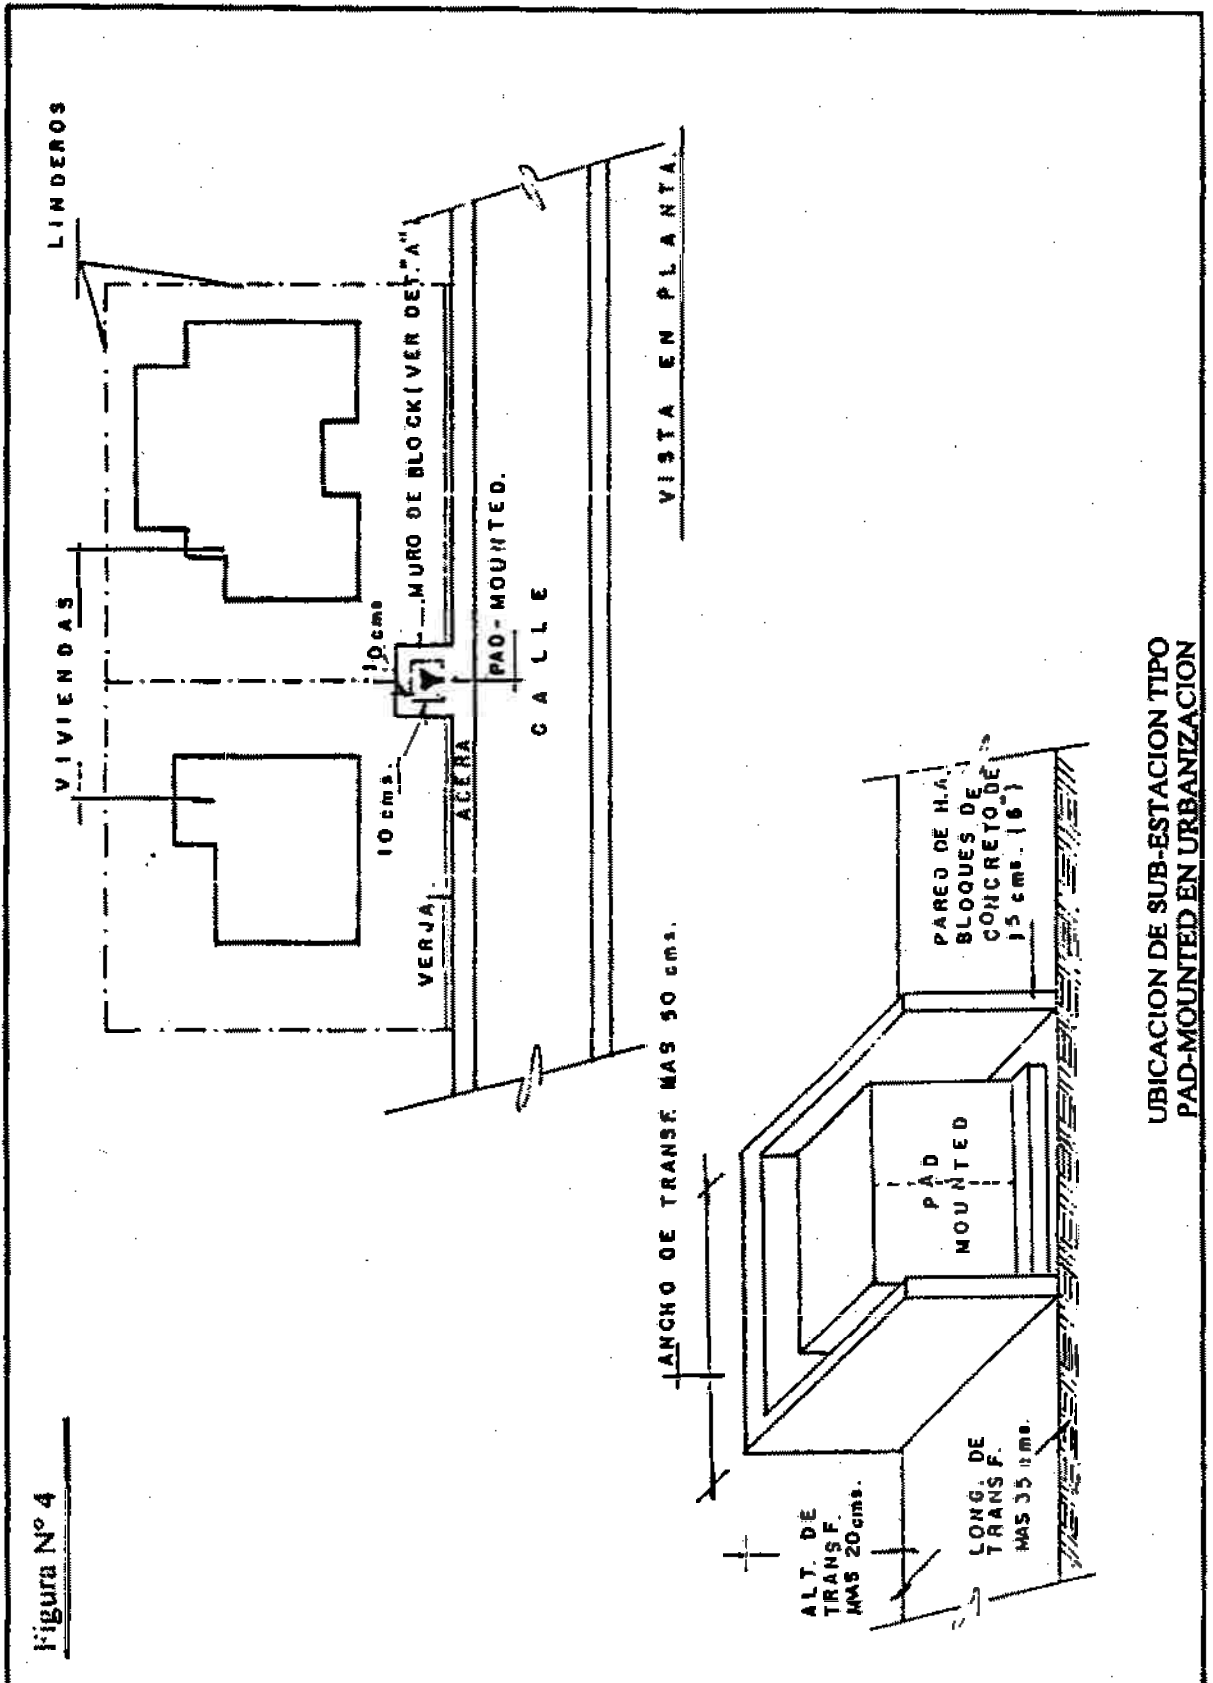 Figura N° 4
LINDEROS
VIVIENDAS
10 cms
10 cms.
MURO DE BLOCK (VER DET. "A")
VERJA
ACERA
PAD-MOUNTED.
CALLE
VISTA EN PLANTA.
ANCHO DE TRANSF. MAS 50 cms.
ALT. DE
TRANSF.
MAS 20 cms.
LONG. DE
TRANSF.
MAS 35 cms.
PAD
MOUNTED
PARED DE H.A.
BLOQUES DE
CONCRETO DE
15 cms. (6")
UBICACION DE SUB-ESTACION TIPO
PAD-MOUNTED EN URBANIZACION